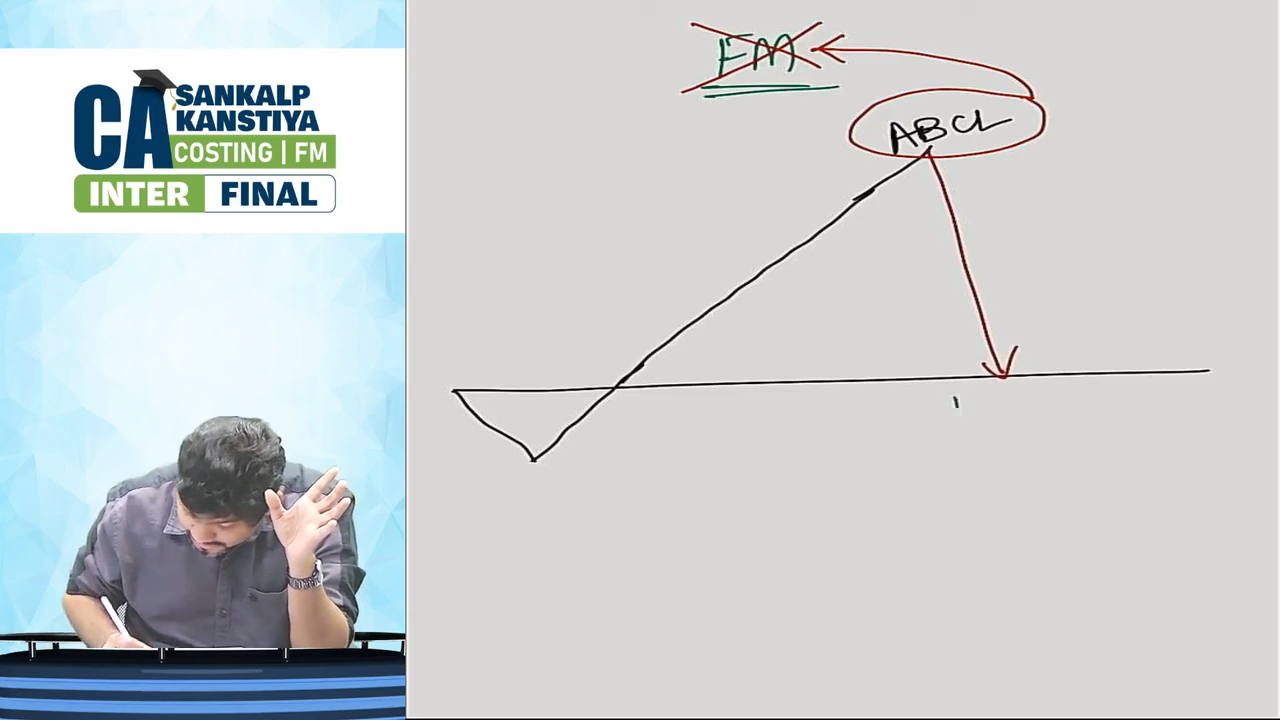 CA SANKALP
KANSTIYA
COSTING | FM
INTER FINAL
FM
ABCL